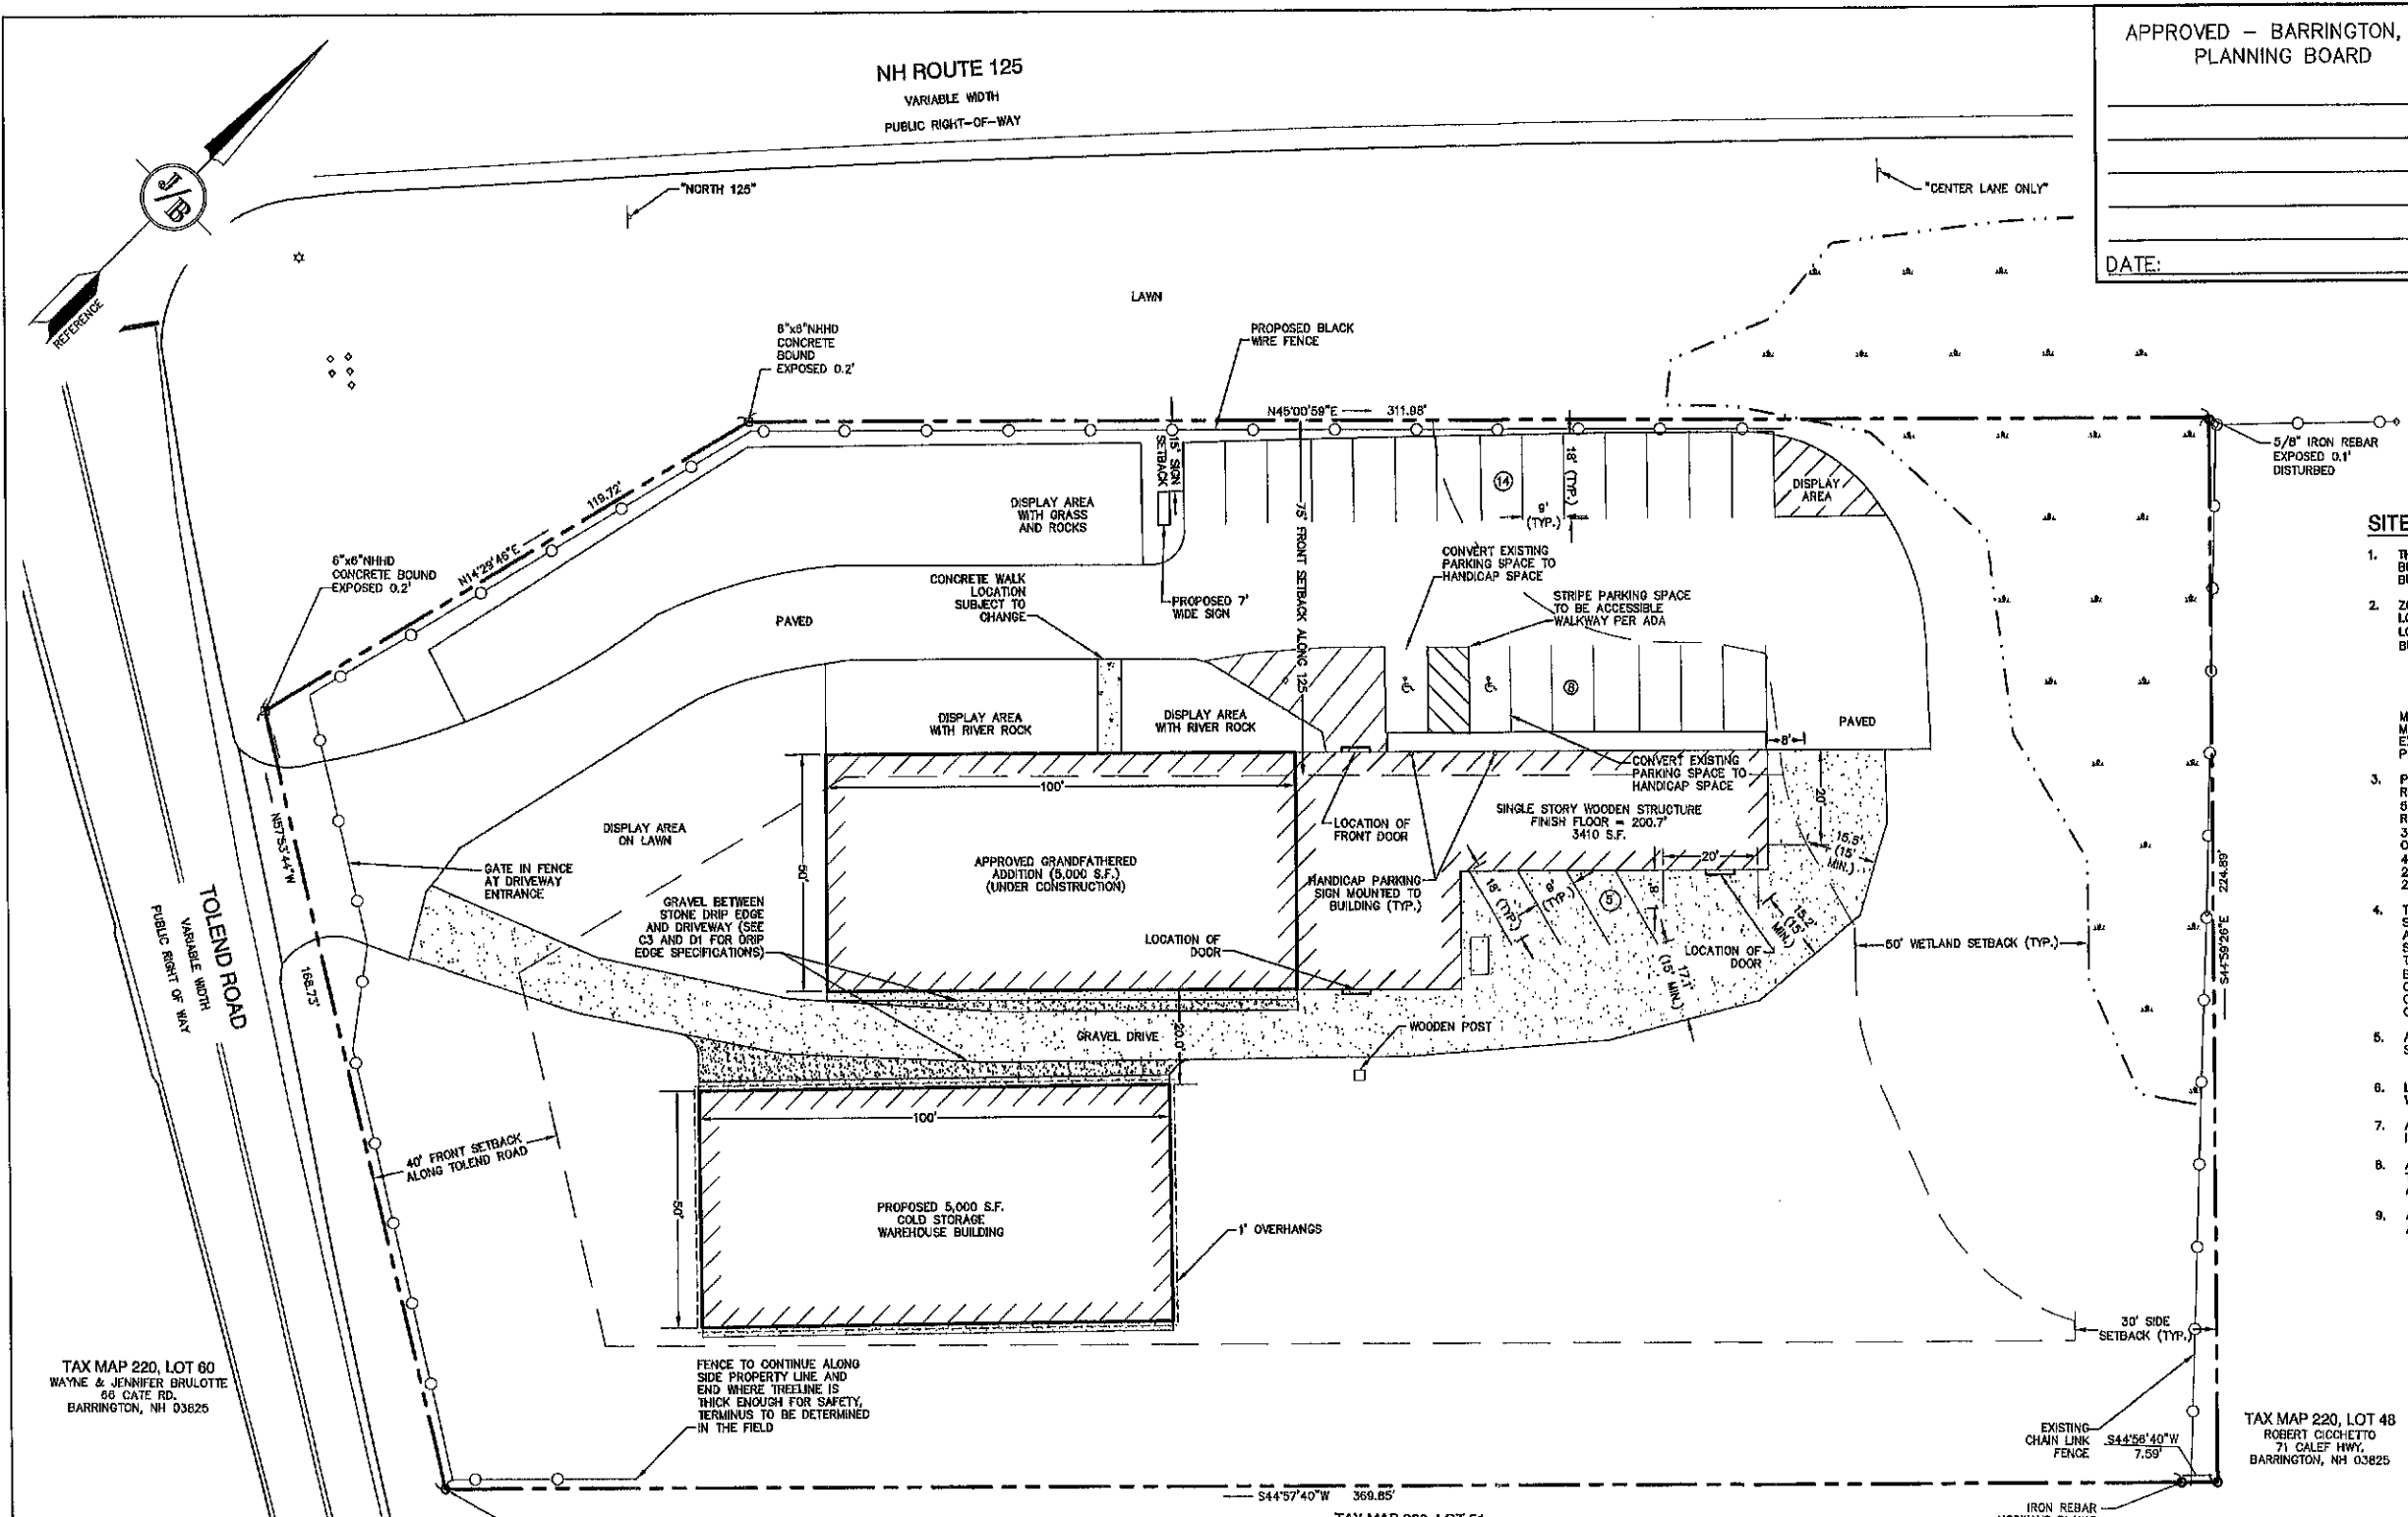 APPROVED – BARRINGTON,
PLANNING BOARD
DATE:
NH ROUTE 125
VARIABLE WIDTH
PUBLIC RIGHT-OF-WAY
"NORTH 125"
"CENTER LANE ONLY"
J/B
REFERENCE
LAWN
6"x6"NHHD
CONCRETE
BOUND
EXPOSED 0.2'
PROPOSED BLACK
WIRE FENCE
N45°00'59"E
311.98'
5/8" IRON REBAR
EXPOSED 0.1'
DISTURBED
15' SIGN
SETBACK
18' (TYP.)
14
9'
(TYP.)
DISPLAY
AREA
119.72'
N14°29'46"E
DISPLAY AREA
WITH GRASS
AND ROCKS
6"x6"NHHD
CONCRETE BOUND
EXPOSED 0.2'
CONCRETE WALK
LOCATION
SUBJECT TO
CHANGE
PROPOSED 7'
WIDE SIGN
75' FRONT SETBACK ALONG 125
CONVERT EXISTING
PARKING SPACE TO
HANDICAP SPACE
STRIPE PARKING SPACE
TO BE ACCESSIBLE
WALKWAY PER ADA
PAVED
8
DISPLAY AREA
WITH RIVER ROCK
DISPLAY AREA
WITH RIVER ROCK
PAVED
8'
CONVERT EXISTING
PARKING SPACE TO
HANDICAP SPACE
100'
50'
LOCATION OF
FRONT DOOR
SINGLE STORY WOODEN STRUCTURE
FINISH FLOOR = 200.7'
3410 S.F.
20'
15.5'
(15'
MIN.)
DISPLAY AREA
ON LAWN
APPROVED GRANDFATHERED
ADDITION (5,000 S.F.)
(UNDER CONSTRUCTION)
GATE IN FENCE
AT DRIVEWAY
ENTRANCE
HANDICAP PARKING
SIGN MOUNTED TO
BUILDING (TYP.)
18'
(TYP.)
9'
(TYP.)
5
20'
8'
15.2'
(15'
MIN.)
GRAVEL BETWEEN
STONE DRIP EDGE
AND DRIVEWAY (SEE
C3 AND D1 FOR DRIP
EDGE SPECIFICATIONS)
LOCATION OF
DOOR
LOCATION OF
DOOR
17.1'
(15' MIN.)
50' WETLAND SETBACK (TYP.)
N57°53'44"W
168.73'
TOLEND ROAD
VARIABLE WIDTH
PUBLIC RIGHT OF WAY
S44°59'26"E
224.89'
GRAVEL DRIVE
20.0'
WOODEN POST
100'
50'
40' FRONT SETBACK
ALONG TOLEND ROAD
PROPOSED 5,000 S.F.
COLD STORAGE
WAREHOUSE BUILDING
1' OVERHANGS
30' SIDE
SETBACK (TYP.)
TAX MAP 220, LOT 60
WAYNE & JENNIFER BRULOTTE
66 CATE RD.
BARRINGTON, NH 03825
FENCE TO CONTINUE ALONG
SIDE PROPERTY LINE AND
END WHERE TREELINE IS
THICK ENOUGH FOR SAFETY,
TERMINUS TO BE DETERMINED
IN THE FIELD
EXISTING
CHAIN LINK
FENCE
S44°56'40"W
7.59'
TAX MAP 220, LOT 48
ROBERT CICCHETTO
71 CALEF HWY.
BARRINGTON, NH 03825
S44°57'40"W
369.85'
IRON REBAR
SITE
1.
2.
3.
4.
5.
6.
7.
8.
9.